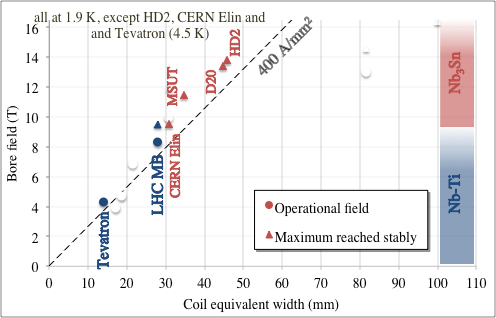 all at 1.9 K, except HD2, CERN Elin and
and Tevatron (4.5 K)
16
14
12
10
8
6
4
2
0
Bore field (T)
0
10
20
30
40
50
60
70
80
90
100
110
Coil equivalent width (mm)
Tevatron
LHC MB
CERN Elin
MSUT
D20
HD2
400 A/mm²
Operational field
Maximum reached stably
Nb₃Sn
Nb-Ti